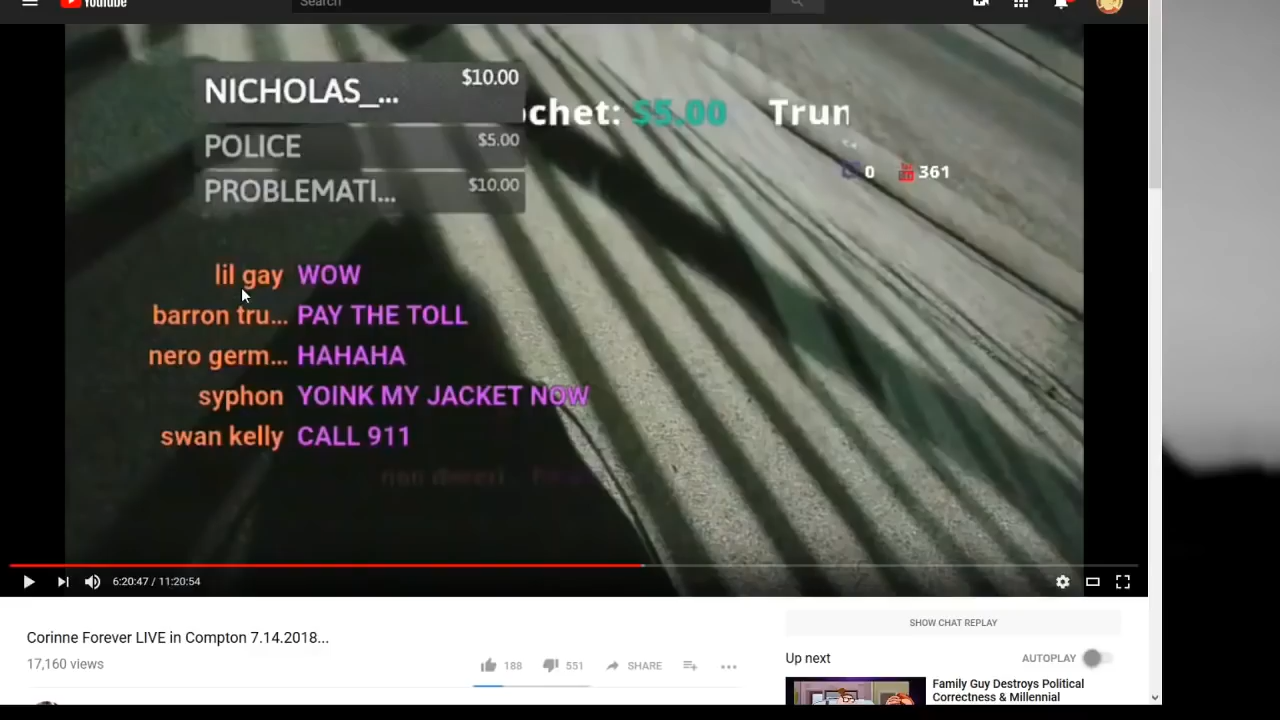 YouTube
Search
NICHOLAS_... $10.00
ochet: $5.00 Trun
POLICE $5.00
0 361
PROBLEMATI... $10.00
lil gay WOW
barron tru... PAY THE TOLL
nero germ... HAHAHA
syphon YOINK MY JACKET NOW
swan kelly CALL 911
6:20:47 / 11:20:54
Corinne Forever LIVE in Compton 7.14.2018...
17,160 views
188 551 SHARE
SHOW CHAT REPLAY
Up next AUTOPLAY
Family Guy Destroys Political
Correctness & Millennial